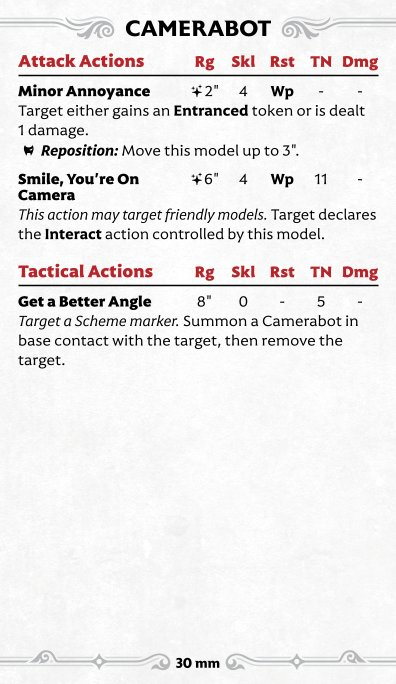 CAMERABOT
Attack Actions Rg Skl Rst TN Dmg
Minor Annoyance 2" 4 Wp - -
Target either gains an Entranced token or is dealt
1 damage.
Reposition: Move this model up to 3".
Smile, You're On 6" 4 Wp 11 -
Camera
This action may target friendly models. Target declares
the Interact action controlled by this model.
Tactical Actions Rg Skl Rst TN Dmg
Get a Better Angle 8" 0 - 5 -
Target a Scheme marker. Summon a Camerabot in
base contact with the target, then remove the
target.
30 mm